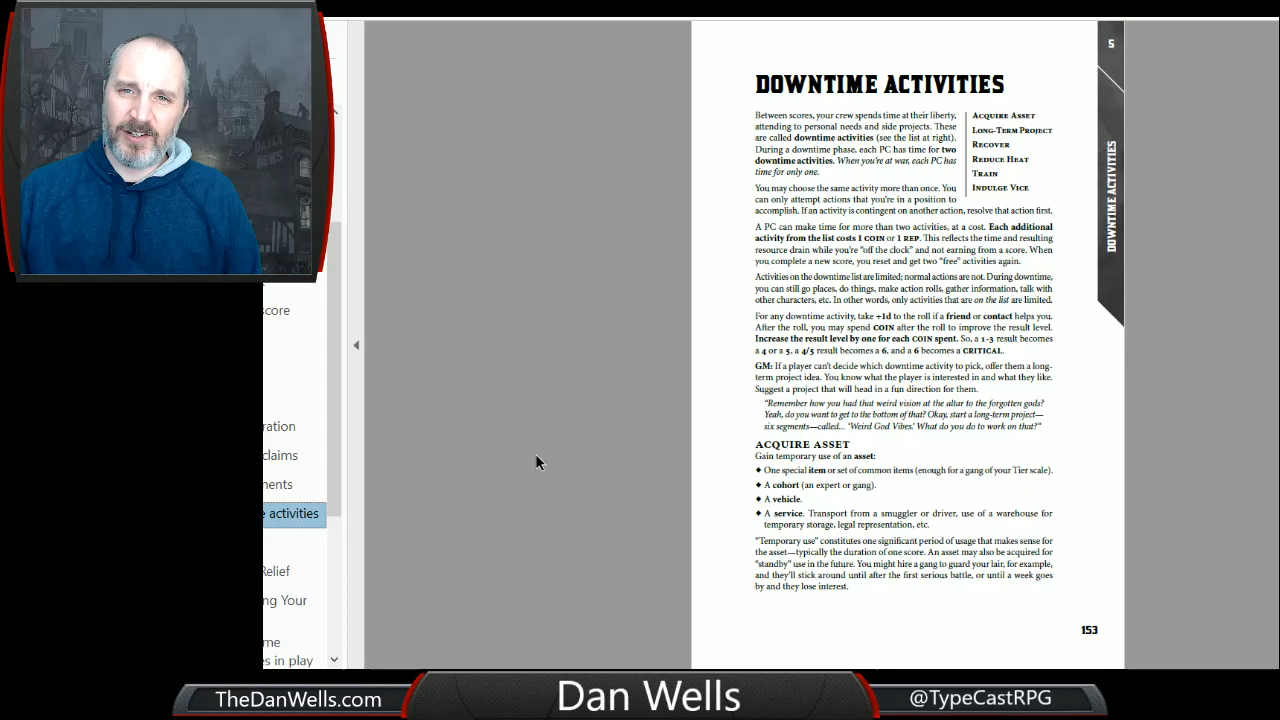 5
DOWNTIME ACTIVITIES
DOWNTIME ACTIVITIES
Between scores, your crew spends time at their liberty,
attending to personal needs and side projects. These
are called downtime activities (see the list at right).
During a downtime phase, each PC has time for two
downtime activities. When you're at war, each PC has
time for only one.
ACQUIRE ASSET
LONG-TERM PROJECT
RECOVER
REDUCE HEAT
TRAIN
INDULGE VICE
You may choose the same activity more than once. You
can only attempt actions that you're in a position to
accomplish. If an activity is contingent on another action, resolve that action first.
A PC can make time for more than two activities, at a cost. Each additional
activity from the list costs 1 COIN or 1 REP. This reflects the time and resulting
resource drain while you're "off the clock" and not earning from a score. When
you complete a new score, you reset and get two "free" activities again.
Activities on the downtime list are limited; normal actions are not. During downtime,
you can still go places, do things, make action rolls, gather information, talk with
other characters, etc. In other words, only activities that are on the list are limited.
For any downtime activity, take +1d to the roll if a friend or contact helps you.
After the roll, you may spend COIN after the roll to improve the result level.
Increase the result level by one for each COIN spent. So, a 1-3 result becomes
a 4 or a 5, a 4/5 result becomes a 6, and a 6 becomes a CRITICAL.
GM: If a player can't decide which downtime activity to pick, offer them a long-
term project idea. You know what the player is interested in and what they like.
Suggest a project that will head in a fun direction for them.
"Remember how you had that weird vision at the altar to the forgotten gods?
Yeah, do you want to get to the bottom of that? Okay, start a long-term project—
six segments—called... 'Weird God Vibes.' What do you do to work on that?"
ACQUIRE ASSET
Gain temporary use of an asset:
◆ One special item or set of common items (enough for a gang of your Tier scale).
◆ A cohort (an expert or gang).
◆ A vehicle.
◆ A service. Transport from a smuggler or driver, use of a warehouse for
temporary storage, legal representation, etc.
"Temporary use" constitutes one significant period of usage that makes sense for
the asset—typically the duration of one score. An asset may also be acquired for
"standby" use in the future. You might hire a gang to guard your lair, for example,
and they'll stick around until after the first serious battle, or until a week goes
by and they lose interest.
153
core
ration
claims
nents
e activities
Relief
ng Your
me
es in play
TheDanWells.com
Dan Wells
@TypeCastRPG